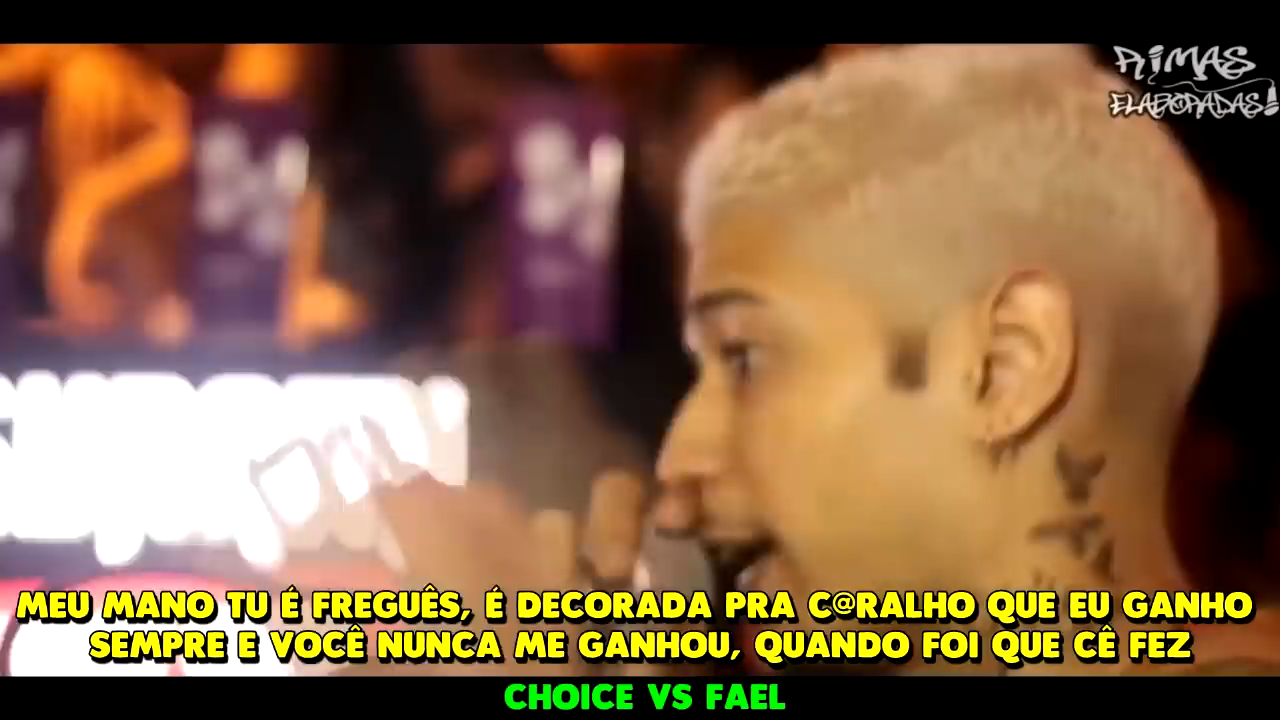 RIMAS
ELABORADAS!
MEU MANO TU É FREGUÊS, É DECORADA PRA C@RALHO QUE EU GANHO
SEMPRE E VOCÊ NUNCA ME GANHOU, QUANDO FOI QUE CÊ FEZ
CHOICE VS FAEL